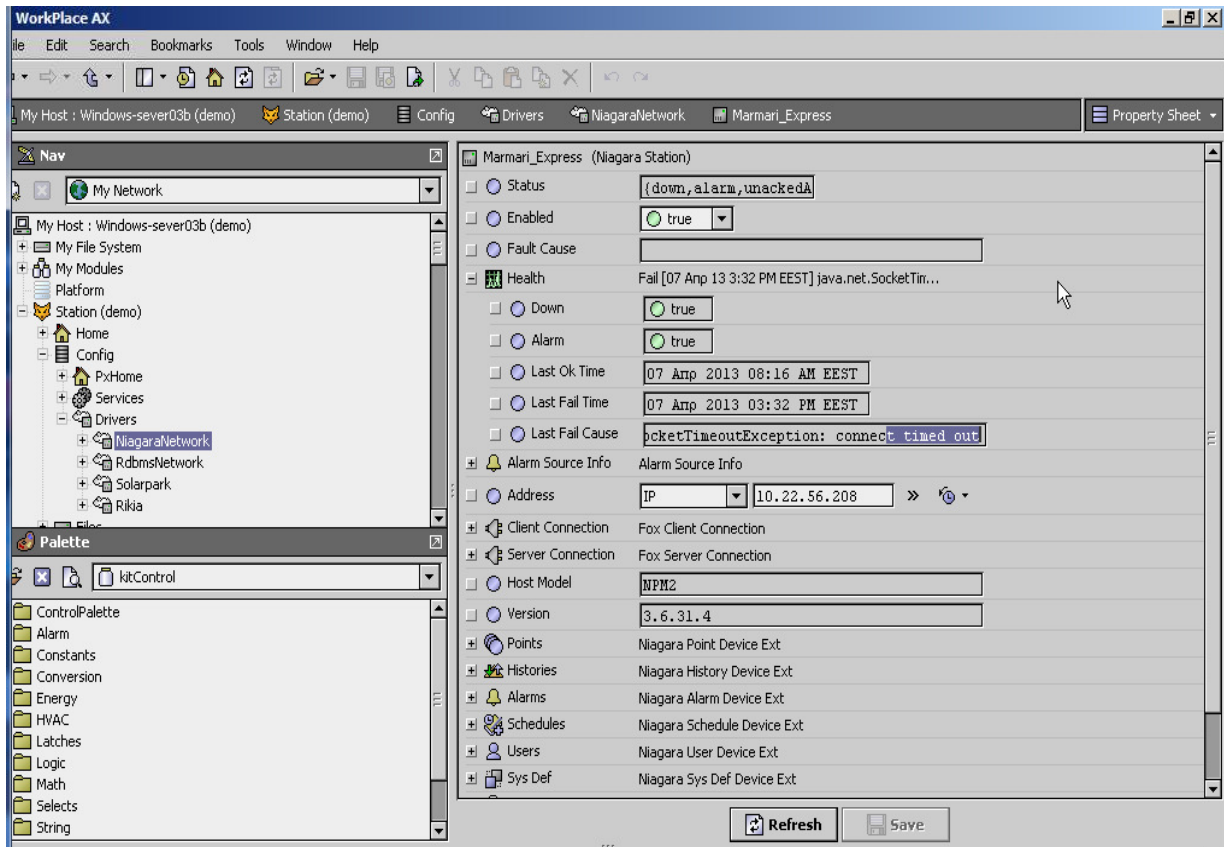 WorkPlace AX
ile Edit Search Bookmarks Tools Window Help
My Host : Windows-sever03b (demo) Station (demo) Config Drivers NiagaraNetwork Marmari_Express Property Sheet
Nav
My Network
My Host : Windows-sever03b (demo)
My File System
My Modules
Platform
Station (demo)
Home
Config
PxHome
Services
Drivers
NiagaraNetwork
RdbmsNetwork
Solarpark
Rikia
Files
Palette
kitControl
ControlPalette
Alarm
Constants
Conversion
Energy
HVAC
Latches
Logic
Math
Selects
String
Marmari_Express (Niagara Station)
Status {down,alarm,unackedA
Enabled true
Fault Cause
Health Fail [07 Απρ 13 3:32 PM EEST] java.net.SocketTim...
Down true
Alarm true
Last Ok Time 07 Απρ 2013 08:16 AM EEST
Last Fail Time 07 Απρ 2013 03:32 PM EEST
Last Fail Cause ocketTimeoutException: connect timed out
Alarm Source Info Alarm Source Info
Address IP 10.22.56.208 »
Client Connection Fox Client Connection
Server Connection Fox Server Connection
Host Model NPM2
Version 3.6.31.4
Points Niagara Point Device Ext
Histories Niagara History Device Ext
Alarms Niagara Alarm Device Ext
Schedules Niagara Schedule Device Ext
Users Niagara User Device Ext
Sys Def Niagara Sys Def Device Ext
Refresh Save